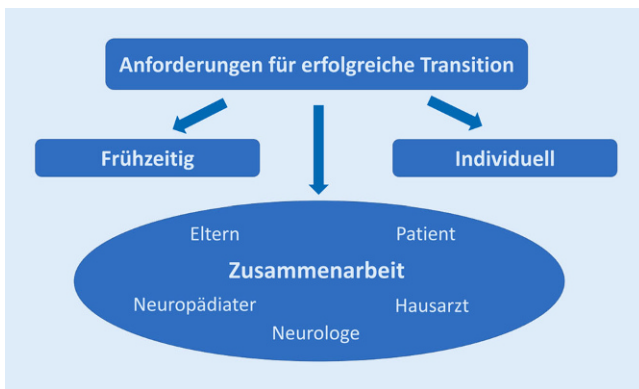 Anforderungen für erfolgreiche Transition
Frühzeitig
Individuell
Eltern
Patient
Zusammenarbeit
Neuropädiater
Hausarzt
Neurologe